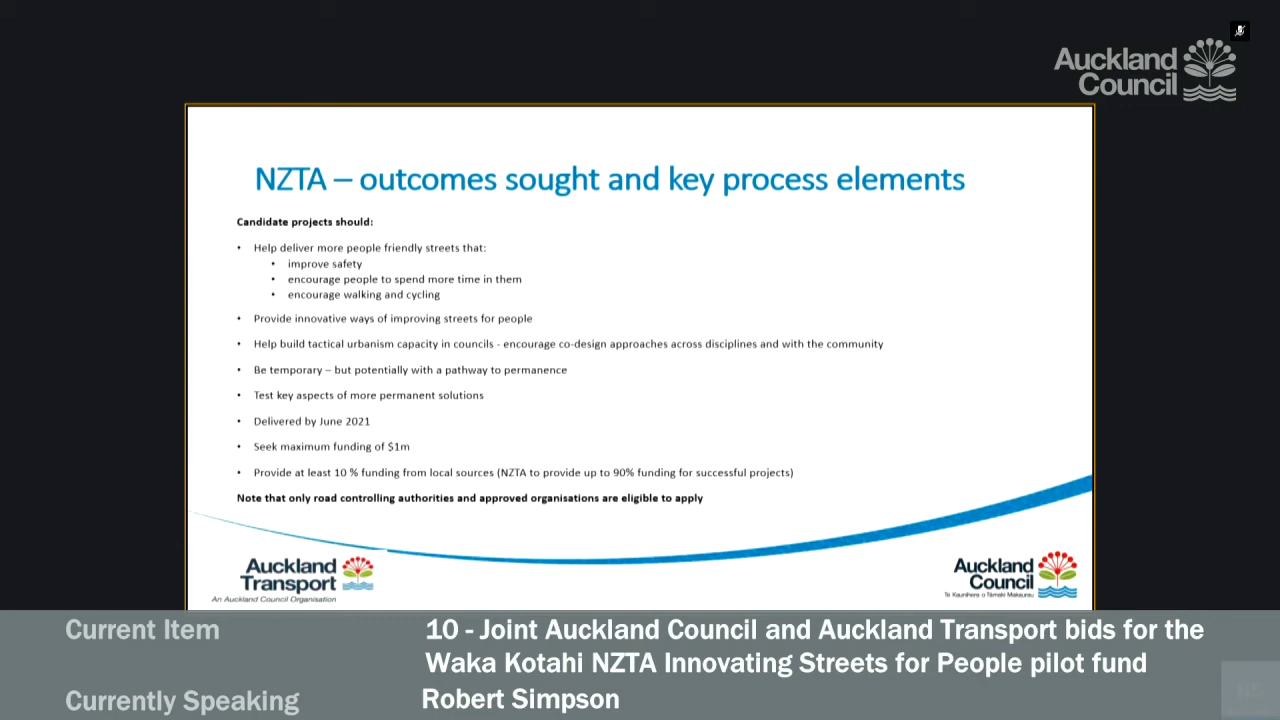 Auckland
Council
NZTA – outcomes sought and key process elements
Candidate projects should:
• Help deliver more people friendly streets that:
• improve safety
• encourage people to spend more time in them
• encourage walking and cycling
• Provide innovative ways of improving streets for people
• Help build tactical urbanism capacity in councils - encourage co-design approaches across disciplines and with the community
• Be temporary – but potentially with a pathway to permanence
• Test key aspects of more permanent solutions
• Delivered by June 2021
• Seek maximum funding of $1m
• Provide at least 10 % funding from local sources (NZTA to provide up to 90% funding for successful projects)
Note that only road controlling authorities and approved organisations are eligible to apply
Auckland
Transport
An Auckland Council Organisation
Auckland
Council
Te Kaunihera o Tāmaki Makaurau
Current Item
10 - Joint Auckland Council and Auckland Transport bids for the
Waka Kotahi NZTA Innovating Streets for People pilot fund
Currently Speaking
Robert Simpson